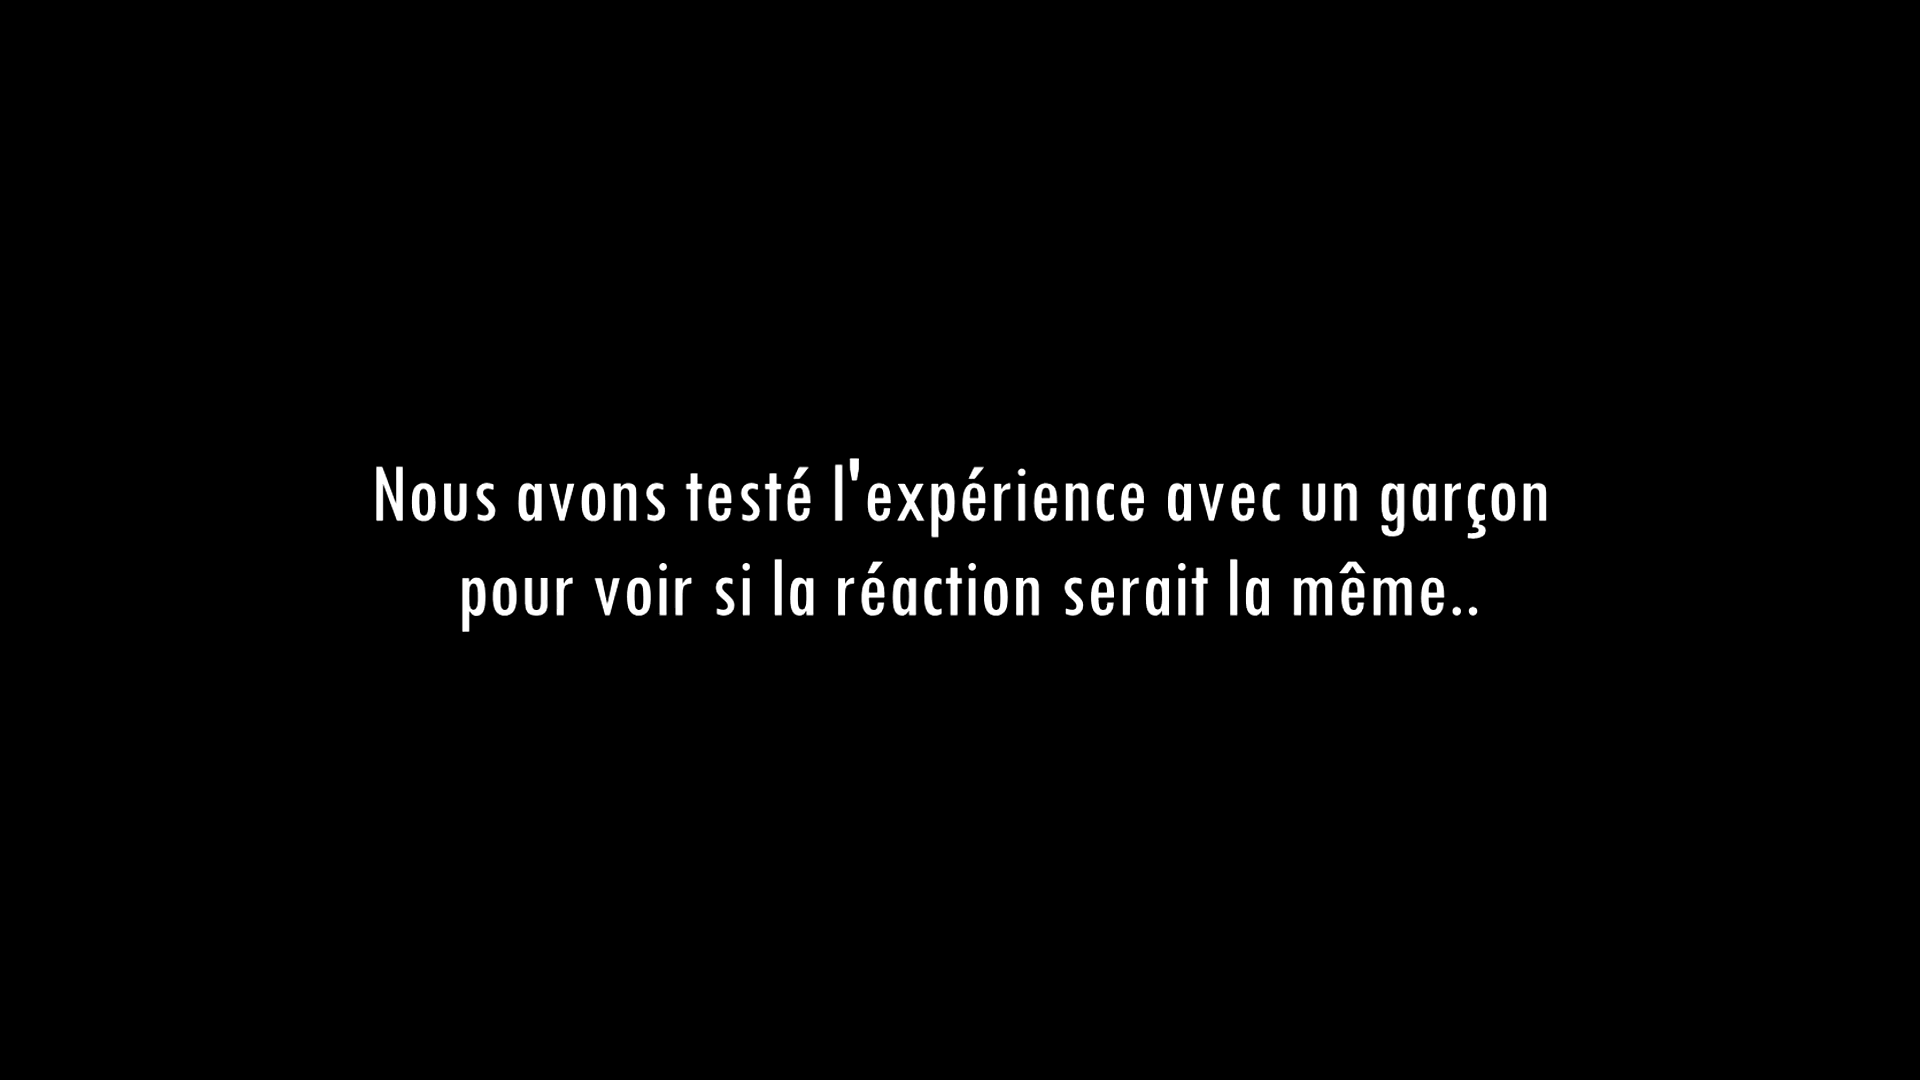 Nous avons testé l'expérience avec un garçon
pour voir si la réaction serait la même..